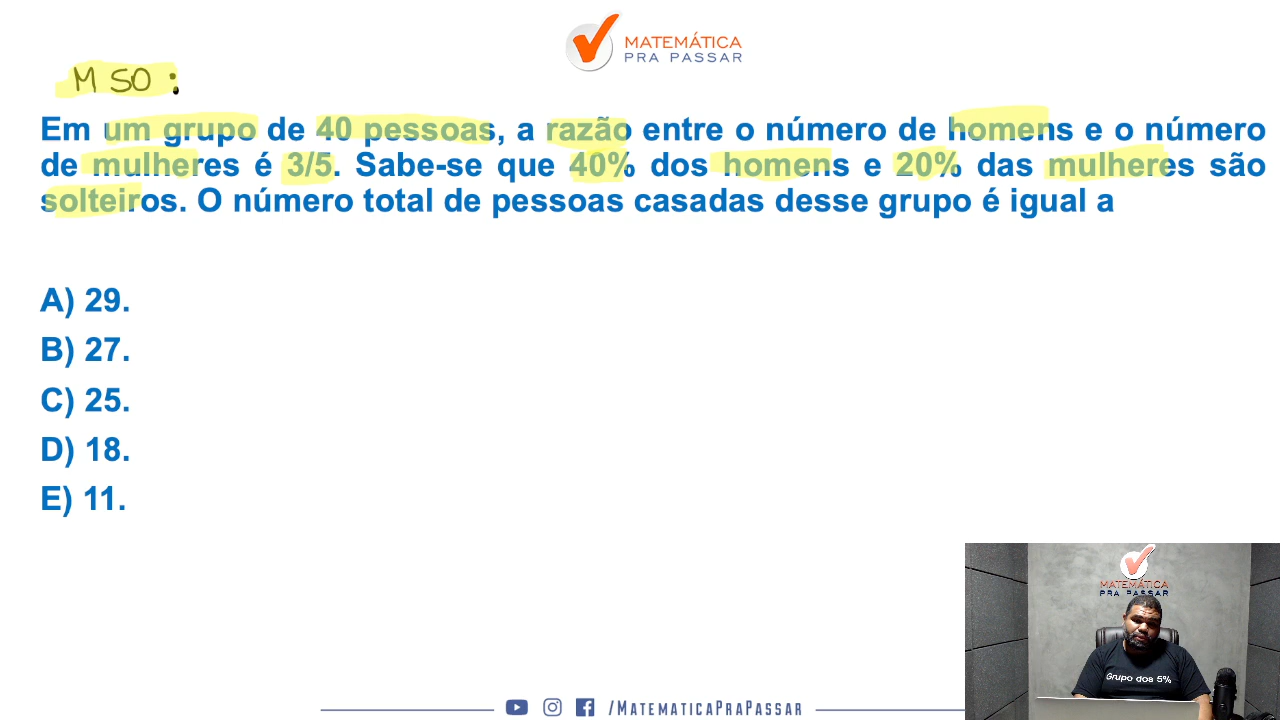 MATEMÁTICA
PRA PASSAR
M SO :
Em um grupo de 40 pessoas, a razão entre o número de homens e o número
de mulheres é 3/5. Sabe-se que 40% dos homens e 20% das mulheres são
solteiros. O número total de pessoas casadas desse grupo é igual a
A) 29.
B) 27.
C) 25.
D) 18.
E) 11.
MATEMÁTICA
PRA PASSAR
Grupo dos 5%
/MATEMATICAPRAPASSAR